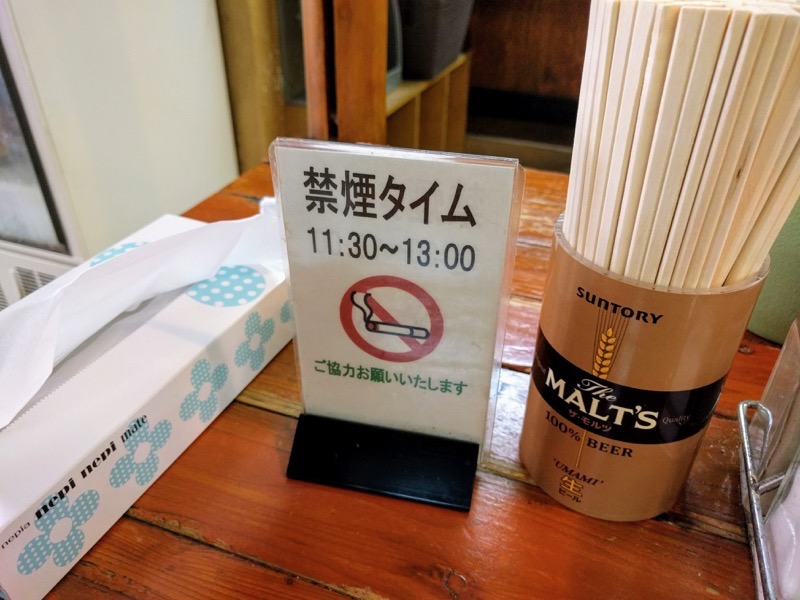 禁煙タイム
11:30~13:00
ご協力お願いいたします
nepia nepi nepi mate
SUNTORY
The
MALT'S
Quality
ザ・モルツ
100% BEER
'UMAMI'
生
ビール